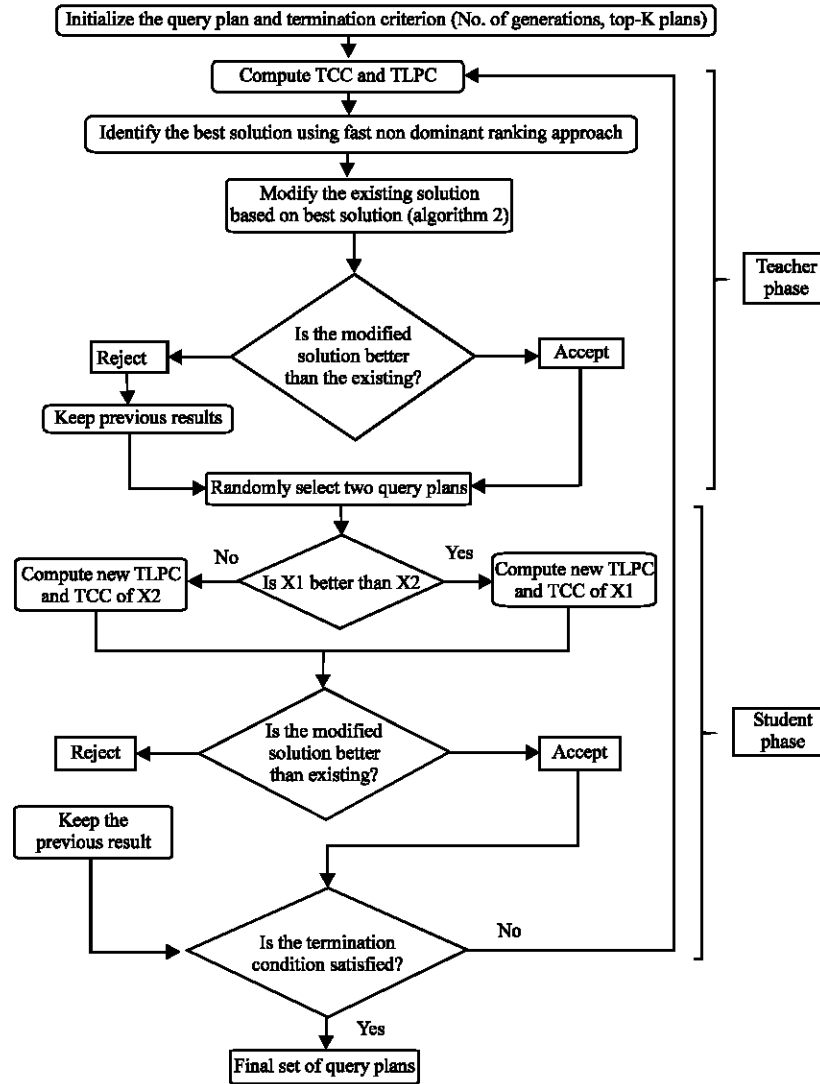 Initialize the query plan and termination criterion (No. of generations, top-K plans)
Compute TCC and TLPC
Identify the best solution using fast non dominant ranking approach
Modify the existing solution
based on best solution (algorithm 2)
Teacher
phase
Is the modified
solution better
than the existing?
Reject
Accept
Keep previous results
Randomly select two query plans
No
Yes
Compute new TLPC
and TCC of X2
Is X1 better than X2
Compute new TLPC
and TCC of X1
Student
phase
Is the modified
solution better
than existing?
Reject
Accept
Keep the
previous result
Is the termination
condition satisfied?
No
Yes
Final set of query plans